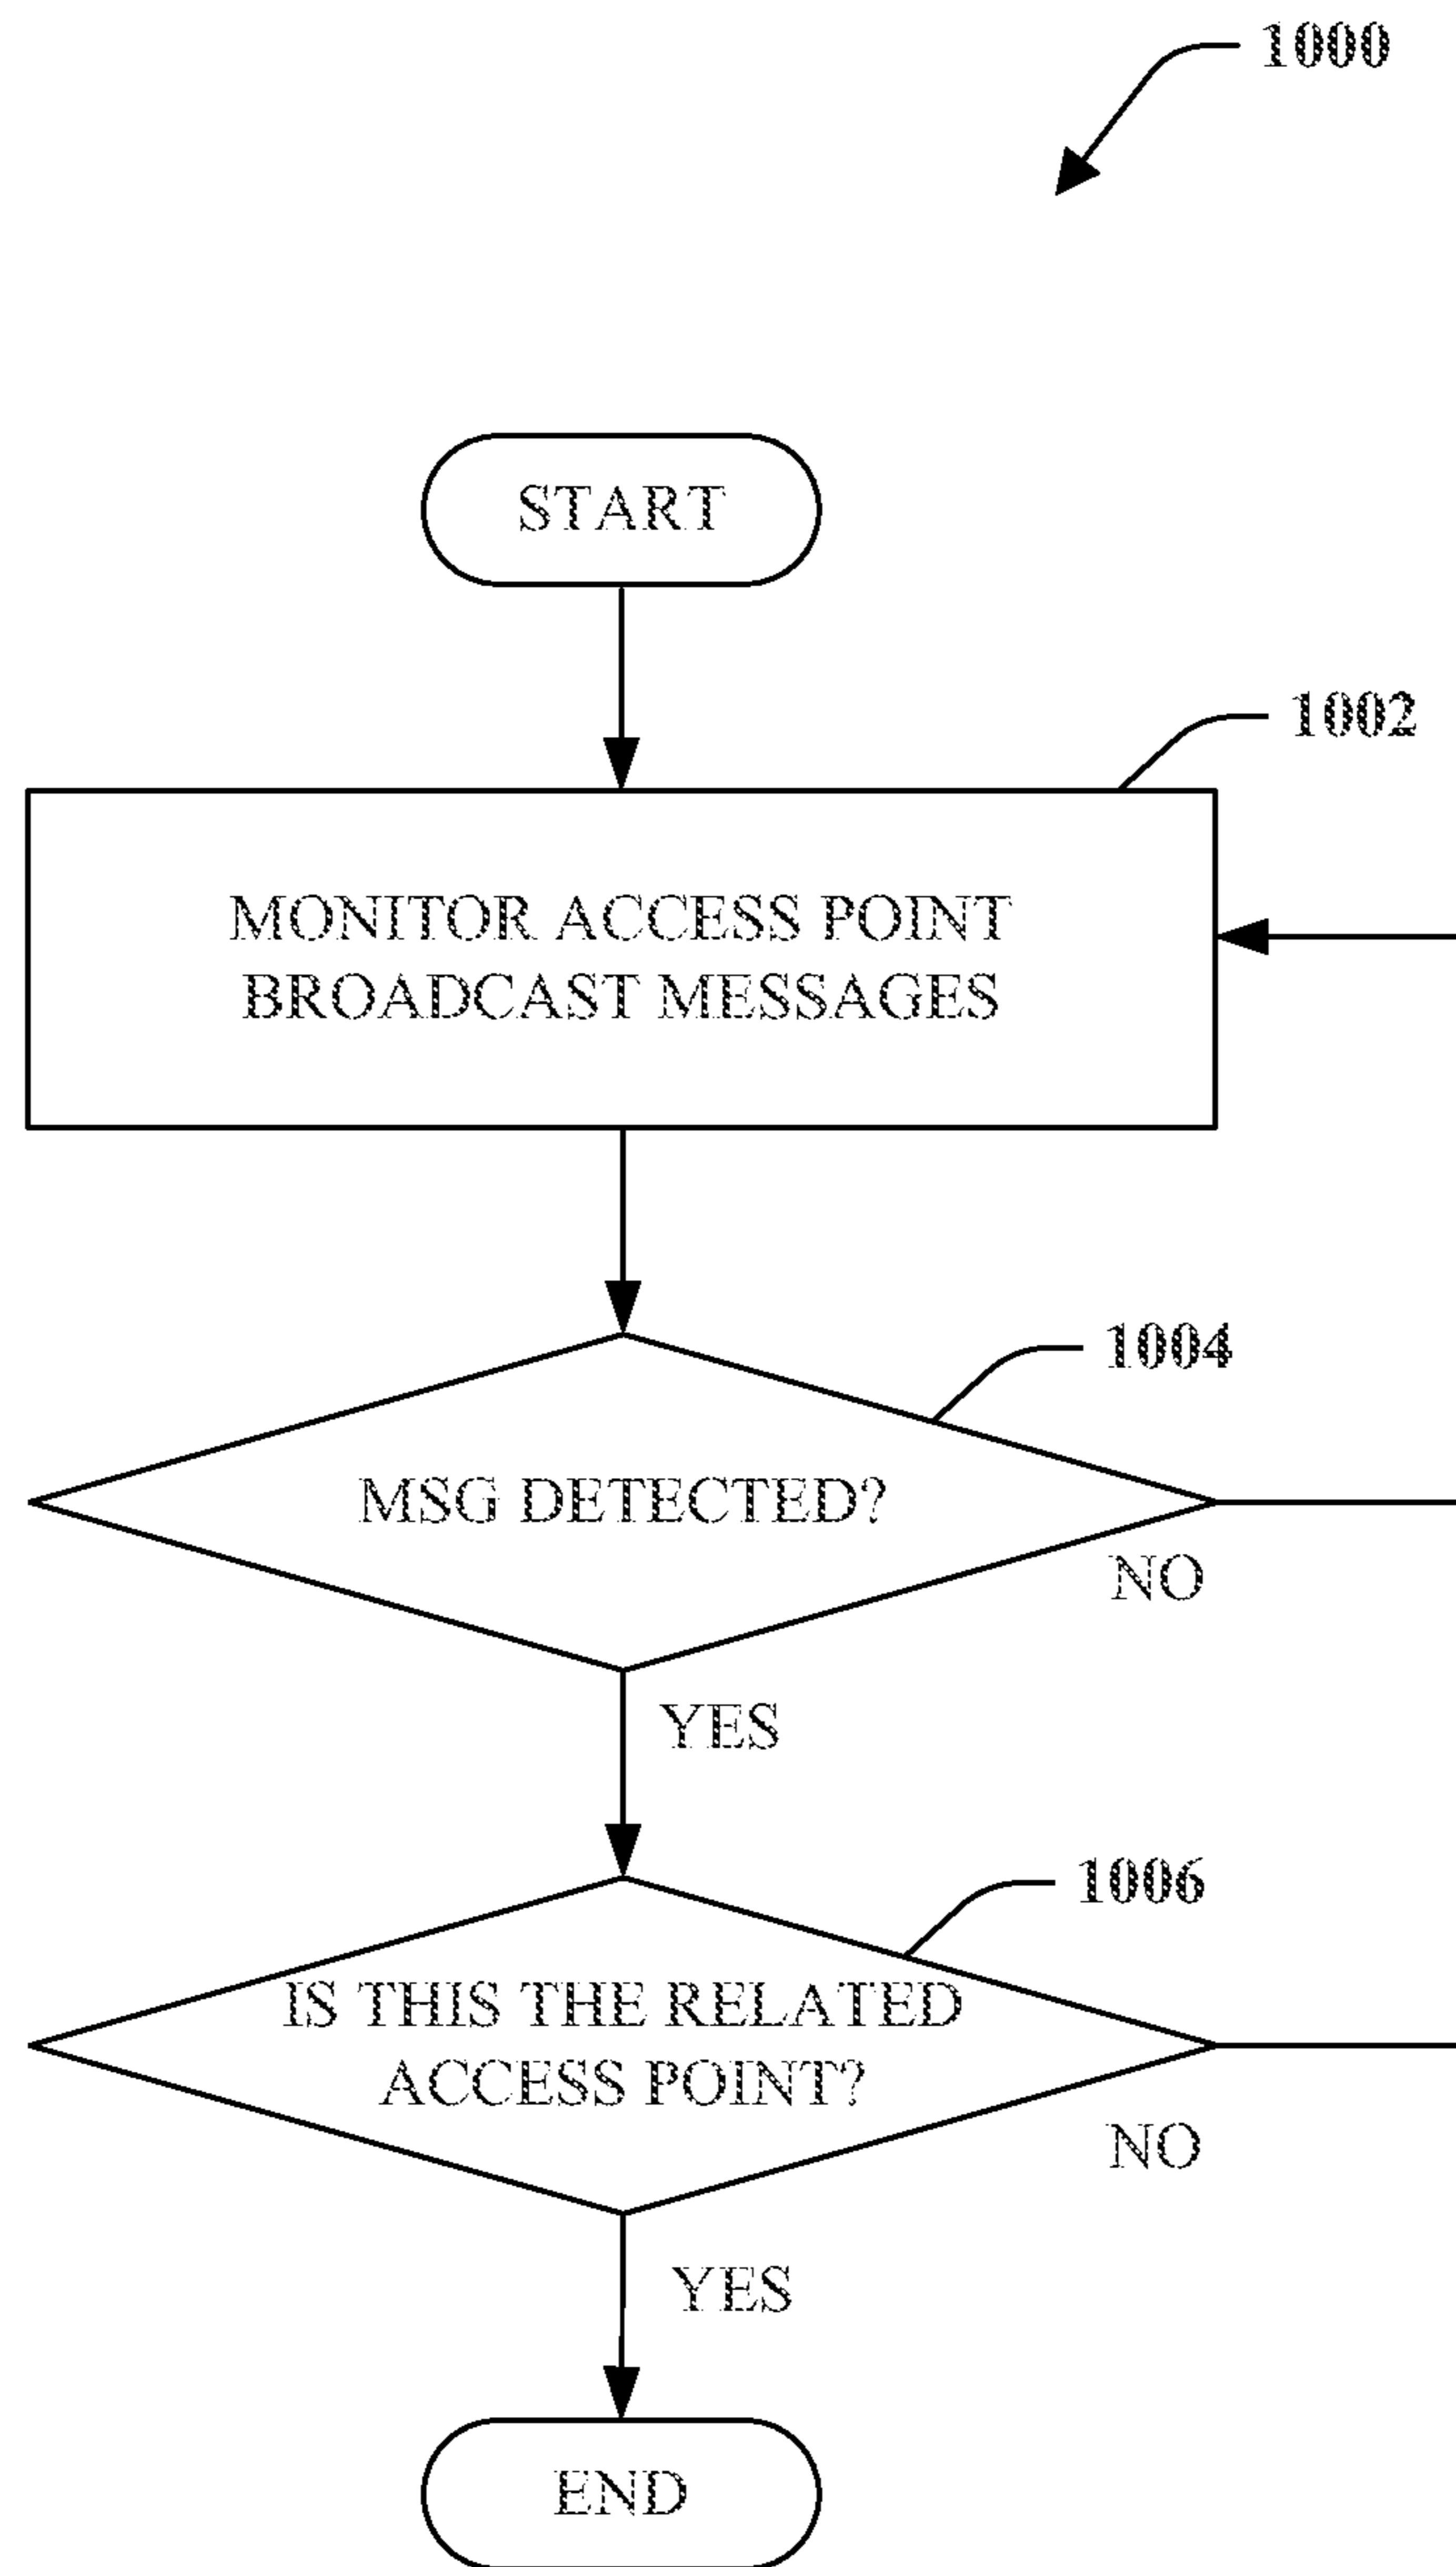 1000
START
1002
MONITOR ACCESS POINT
BROADCAST MESSAGES
1004
MSG DETECTED?
NO
YES
1006
IS THIS THE RELATED
ACCESS POINT?
NO
YES
END